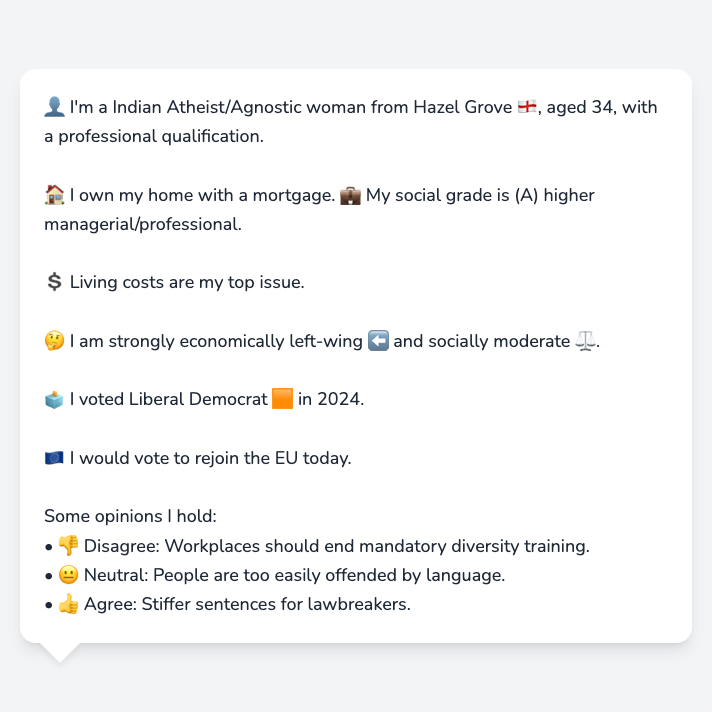 👤 I'm a Indian Atheist/Agnostic woman from Hazel Grove 🏴󠁧󠁢󠁥󠁮󠁧󠁿, aged 34, with
a professional qualification.
🏠 I own my home with a mortgage. 💼 My social grade is (A) higher
managerial/professional.
💲 Living costs are my top issue.
🤔 I am strongly economically left-wing ⬅️ and socially moderate ⚖️.
🗳️ I voted Liberal Democrat 🟧 in 2024.
🇪🇺 I would vote to rejoin the EU today.
Some opinions I hold:
• 👎 Disagree: Workplaces should end mandatory diversity training.
• 😐 Neutral: People are too easily offended by language.
• 👍 Agree: Stiffer sentences for lawbreakers.